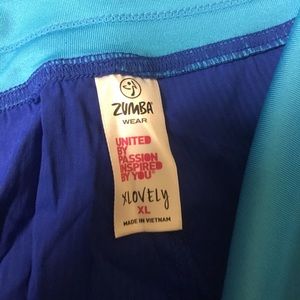 ZUMBA®
WEAR
UNITED
BY
PASSION
INSPIRED
BY YOU®
XLOVELY
XL
MADE IN VIETNAM